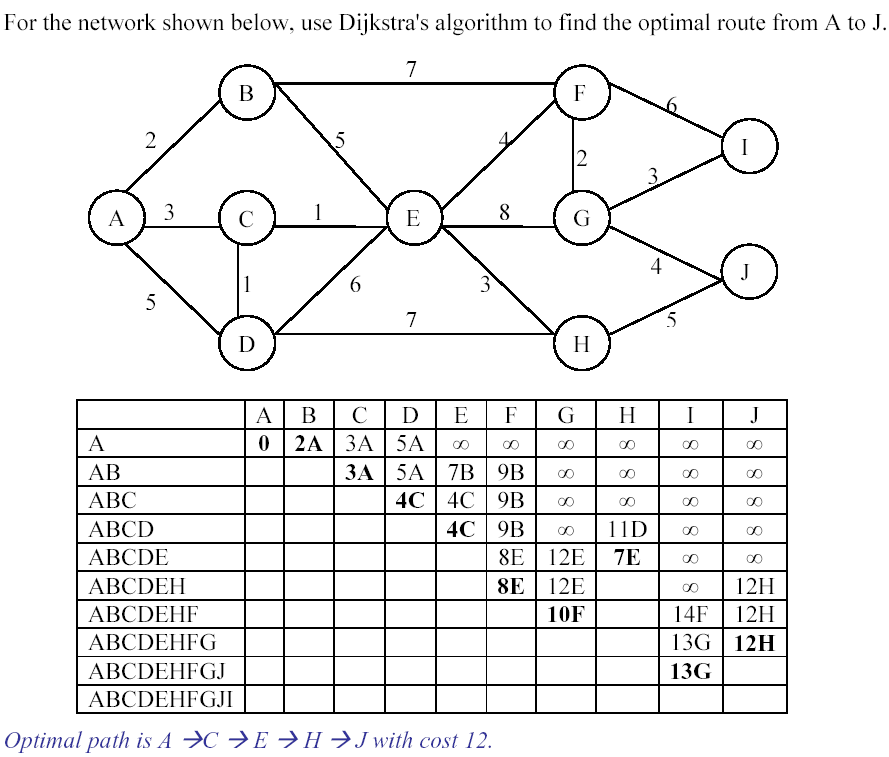 For the network shown below, use Dijkstra's algorithm to find the optimal route from A to J.
7
B F
6
2 5 4 2 I
3
A 3 C 1 E 8 G
4 J
5 1 6 3
7 5
D H
A B C D E F G H I J
A 0 2A 3A 5A ∞ ∞ ∞ ∞ ∞ ∞
AB 3A 5A 7B 9B ∞ ∞ ∞ ∞
ABC 4C 4C 9B ∞ ∞ ∞ ∞
ABCD 4C 9B ∞ 11D ∞ ∞
ABCDE 8E 12E 7E ∞ ∞
ABCDEH 8E 12E ∞ 12H
ABCDEHF 10F 14F 12H
ABCDEHFG 13G 12H
ABCDEHFGJ 13G
ABCDEHFGJI
Optimal path is A →C → E → H → J with cost 12.